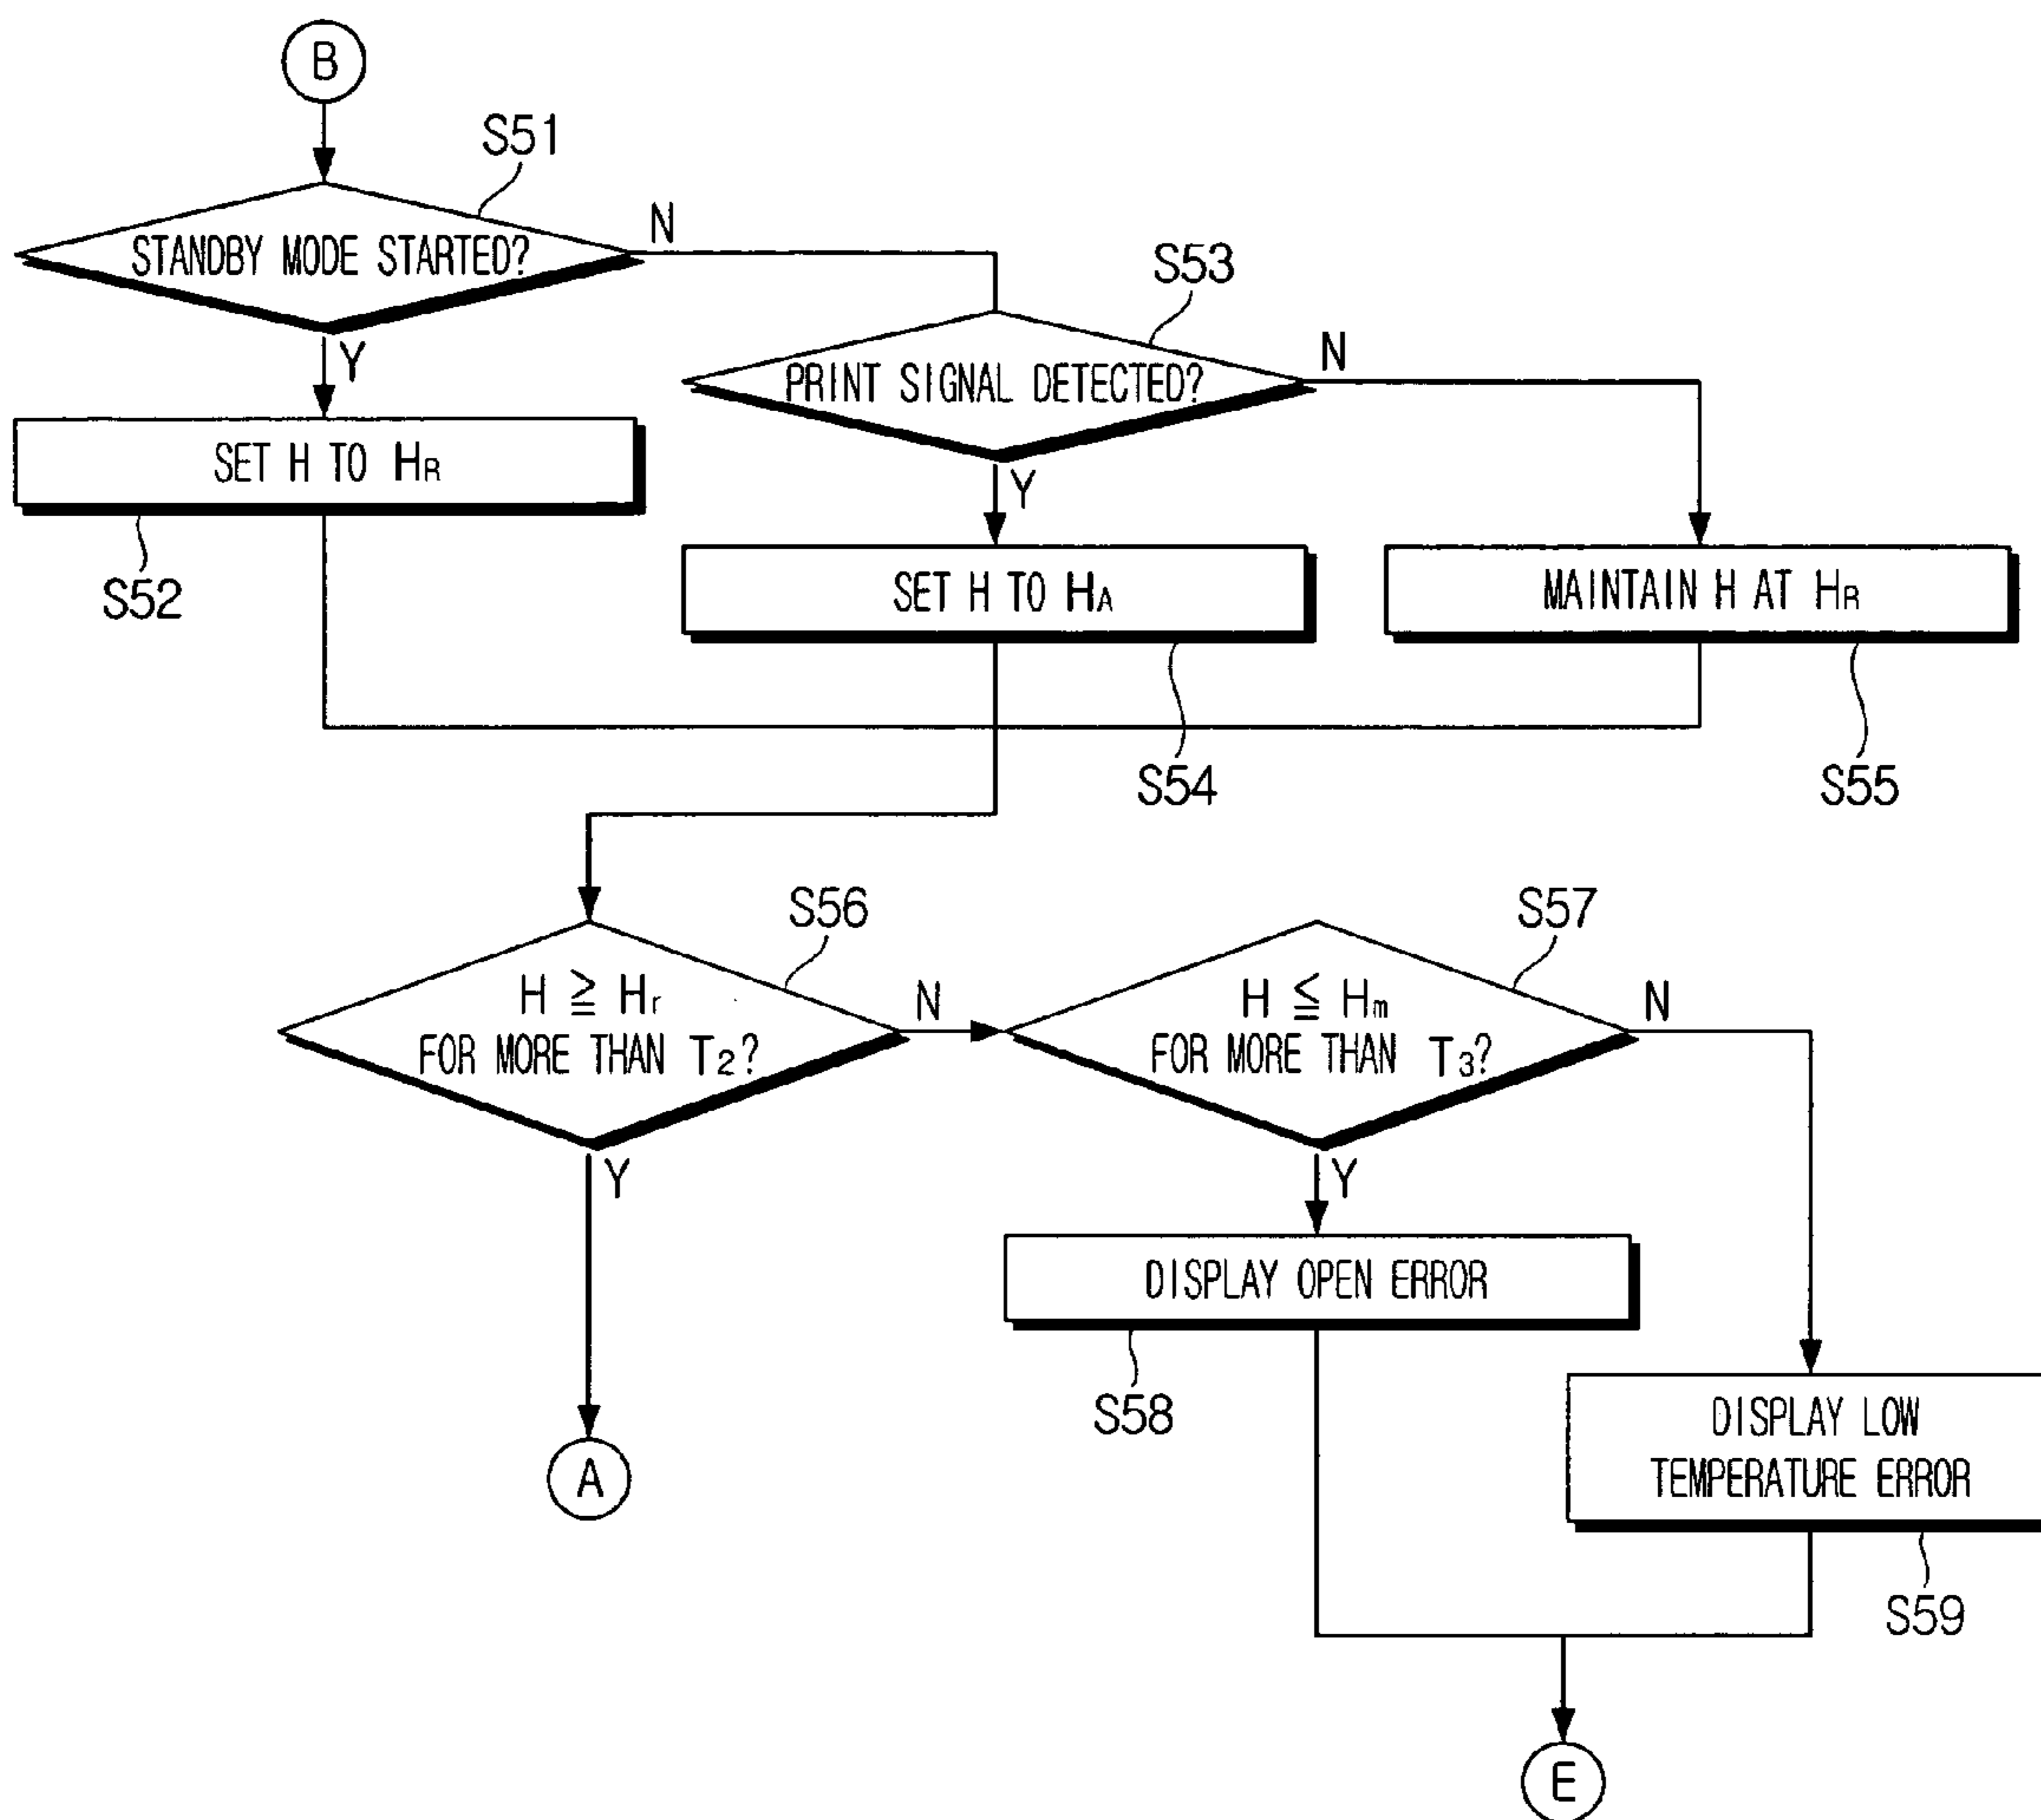 B
S51
STANDBY MODE STARTED?
N
S53
Y
PRINT SIGNAL DETECTED?
N
SET H TO HR
Y
S52
SET H TO HA
MAINTAIN H AT HR
S54
S55
S56
S57
H ≧ Hr
FOR MORE THAN T2?
N
H ≦ Hm
FOR MORE THAN T3?
N
Y
Y
DISPLAY OPEN ERROR
S58
DISPLAY LOW
TEMPERATURE ERROR
A
S59
E